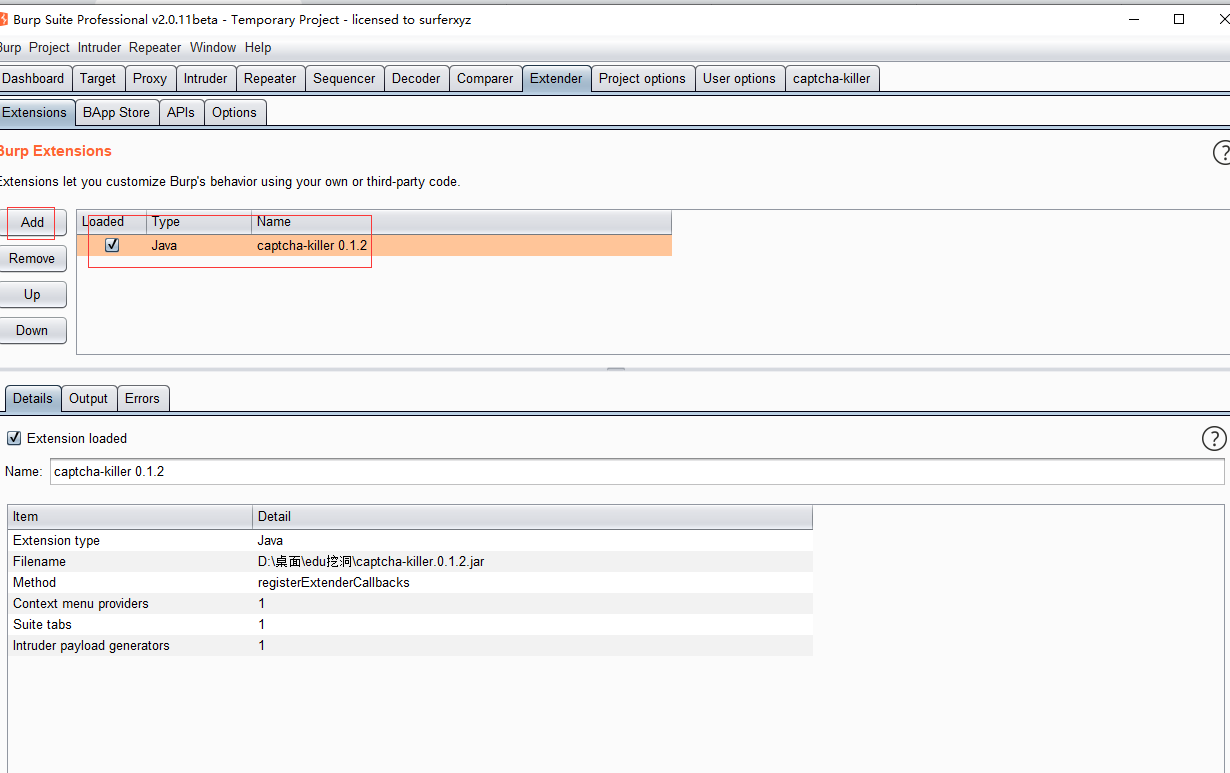 Burp Suite Professional v2.0.11beta - Temporary Project - licensed to surferxyz
Burp Project Intruder Repeater Window Help
Dashboard Target Proxy Intruder Repeater Sequencer Decoder Comparer Extender Project options User options captcha-killer
Extensions BApp Store APIs Options
Burp Extensions
?
Extensions let you customize Burp's behavior using your own or third-party code.
Add Loaded Type Name
Java captcha-killer 0.1.2
Remove
Up
Down
Details Output Errors
Extension loaded ?
Name: captcha-killer 0.1.2
Item Detail
Extension type Java
Filename D:\桌面\edu挖洞\captcha-killer.0.1.2.jar
Method registerExtenderCallbacks
Context menu providers 1
Suite tabs 1
Intruder payload generators 1